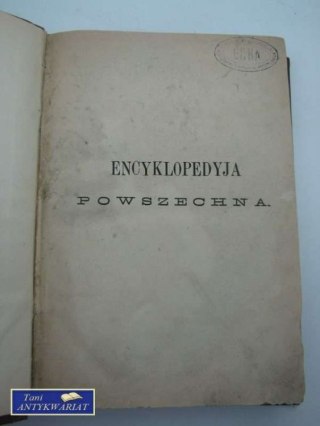 ENCYKLOPEDYJA
POWSZECHNA.
Tani
ANTYKWARIAT